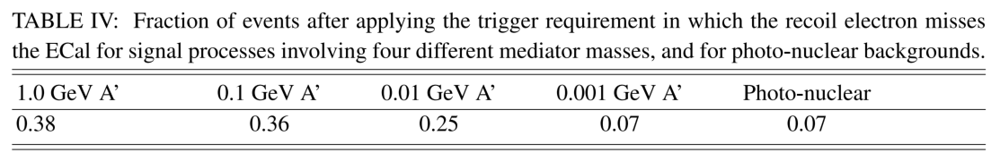 TABLE IV: Fraction of events after applying the trigger requirement in which the recoil electron misses
the ECal for signal processes involving four different mediator masses, and for photo-nuclear backgrounds.
1.0 GeV A’ 0.1 GeV A’ 0.01 GeV A’ 0.001 GeV A’ Photo-nuclear
0.38 0.36 0.25 0.07 0.07